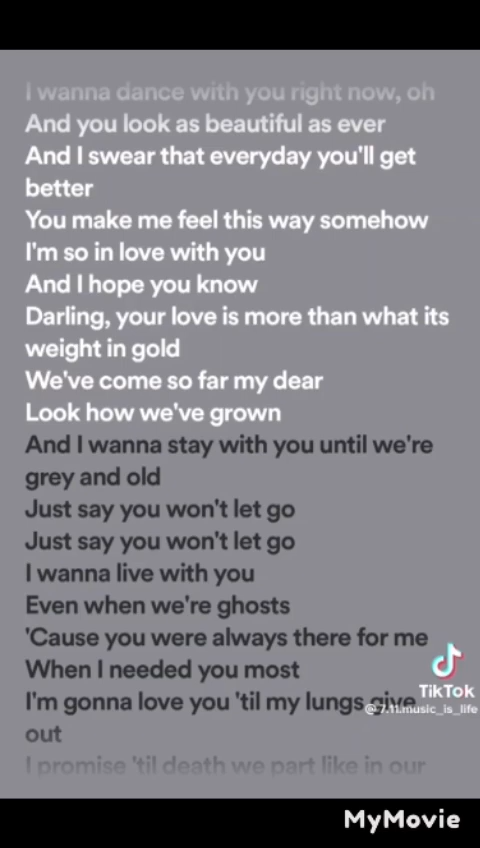 I wanna dance with you right now, oh
And you look as beautiful as ever
And I swear that everyday you'll get
better
You make me feel this way somehow
I'm so in love with you
And I hope you know
Darling, your love is more than what its
weight in gold
We've come so far my dear
Look how we've grown
And I wanna stay with you until we're
grey and old
Just say you won't let go
Just say you won't let go
I wanna live with you
Even when we're ghosts
'Cause you were always there for me
When I needed you most
I'm gonna love you 'til my lungs give
out
I promise 'til death we part like in our
TikTok
@7.11.music_is_life
MyMovie